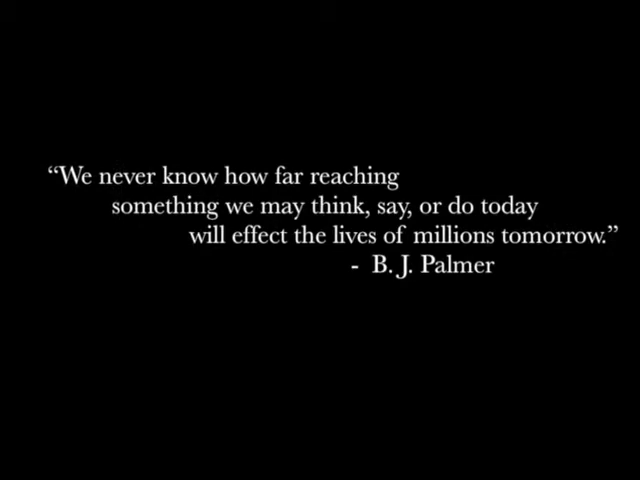 “We never know how far reaching
something we may think, say, or do today
will effect the lives of millions tomorrow.”
- B. J. Palmer